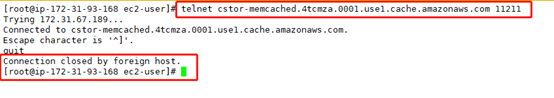 [root@ip-172-31-93-168 ec2-user]# telnet cstor-memcached.4tcmza.0001.use1.cache.amazonaws.com 11211
Trying 172.31.67.189...
Connected to cstor-memcached.4tcmza.0001.use1.cache.amazonaws.com.
Escape character is '^]'.
quit
Connection closed by foreign host.
[root@ip-172-31-93-168 ec2-user]#